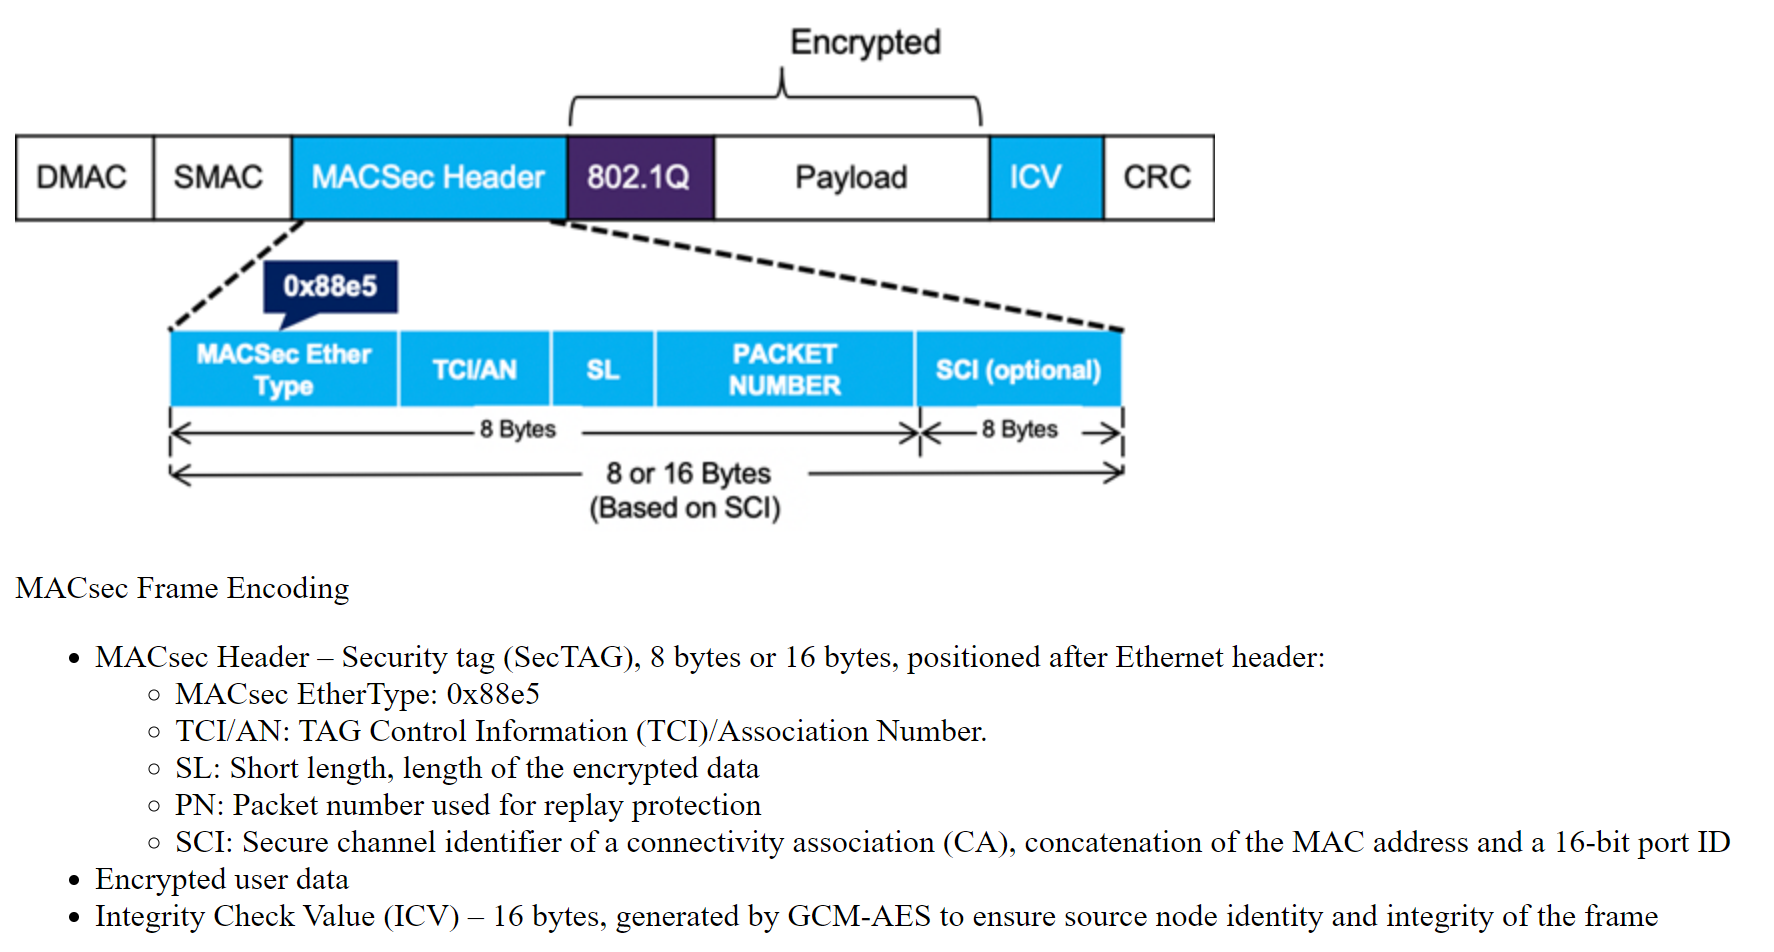 Encrypted
DMAC SMAC MACSec Header 802.1Q Payload ICV CRC
0x88e5
MACSec Ether Type TCI/AN SL PACKET NUMBER SCI (optional)
8 Bytes 8 Bytes
8 or 16 Bytes
(Based on SCI)
MACsec Frame Encoding
• MACsec Header – Security tag (SecTAG), 8 bytes or 16 bytes, positioned after Ethernet header:
◦ MACsec EtherType: 0x88e5
◦ TCI/AN: TAG Control Information (TCI)/Association Number.
◦ SL: Short length, length of the encrypted data
◦ PN: Packet number used for replay protection
◦ SCI: Secure channel identifier of a connectivity association (CA), concatenation of the MAC address and a 16-bit port ID
• Encrypted user data
• Integrity Check Value (ICV) – 16 bytes, generated by GCM-AES to ensure source node identity and integrity of the frame